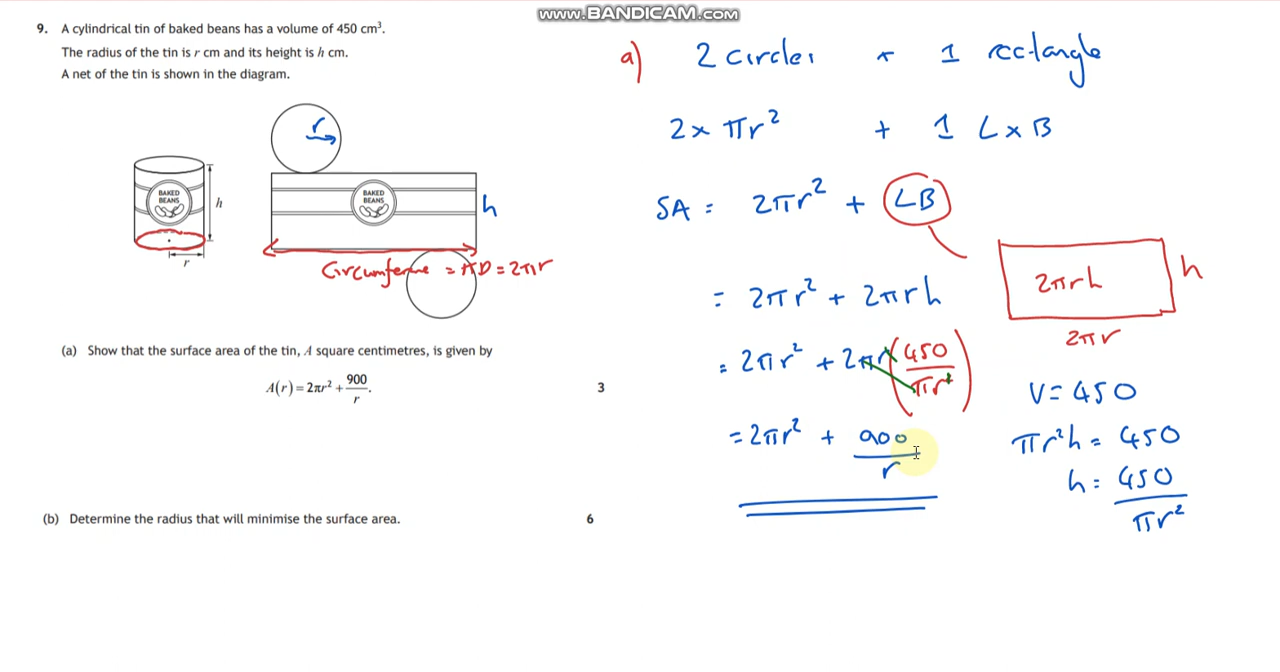 www.BANDICAM.com
9. A cylindrical tin of baked beans has a volume of 450 cm³.
The radius of the tin is r cm and its height is h cm.
A net of the tin is shown in the diagram.
r
BAKED
BEANS
h
r
BAKED
BEANS
h
Circumference = πD = 2πr
(a) Show that the surface area of the tin, A square centimetres, is given by
A(r) = 2πr² + 900/r.
3
(b) Determine the radius that will minimise the surface area.
6
a) 2 circles + 1 rectangle
2 × πr² + 1 L × B
SA = 2πr² + LB
= 2πr² + 2πrh
2πrh
h
2πr
= 2πr² + 2πr(450/πr²)
= 2πr² + 900/r
V = 450
πr²h = 450
h = 450/πr²